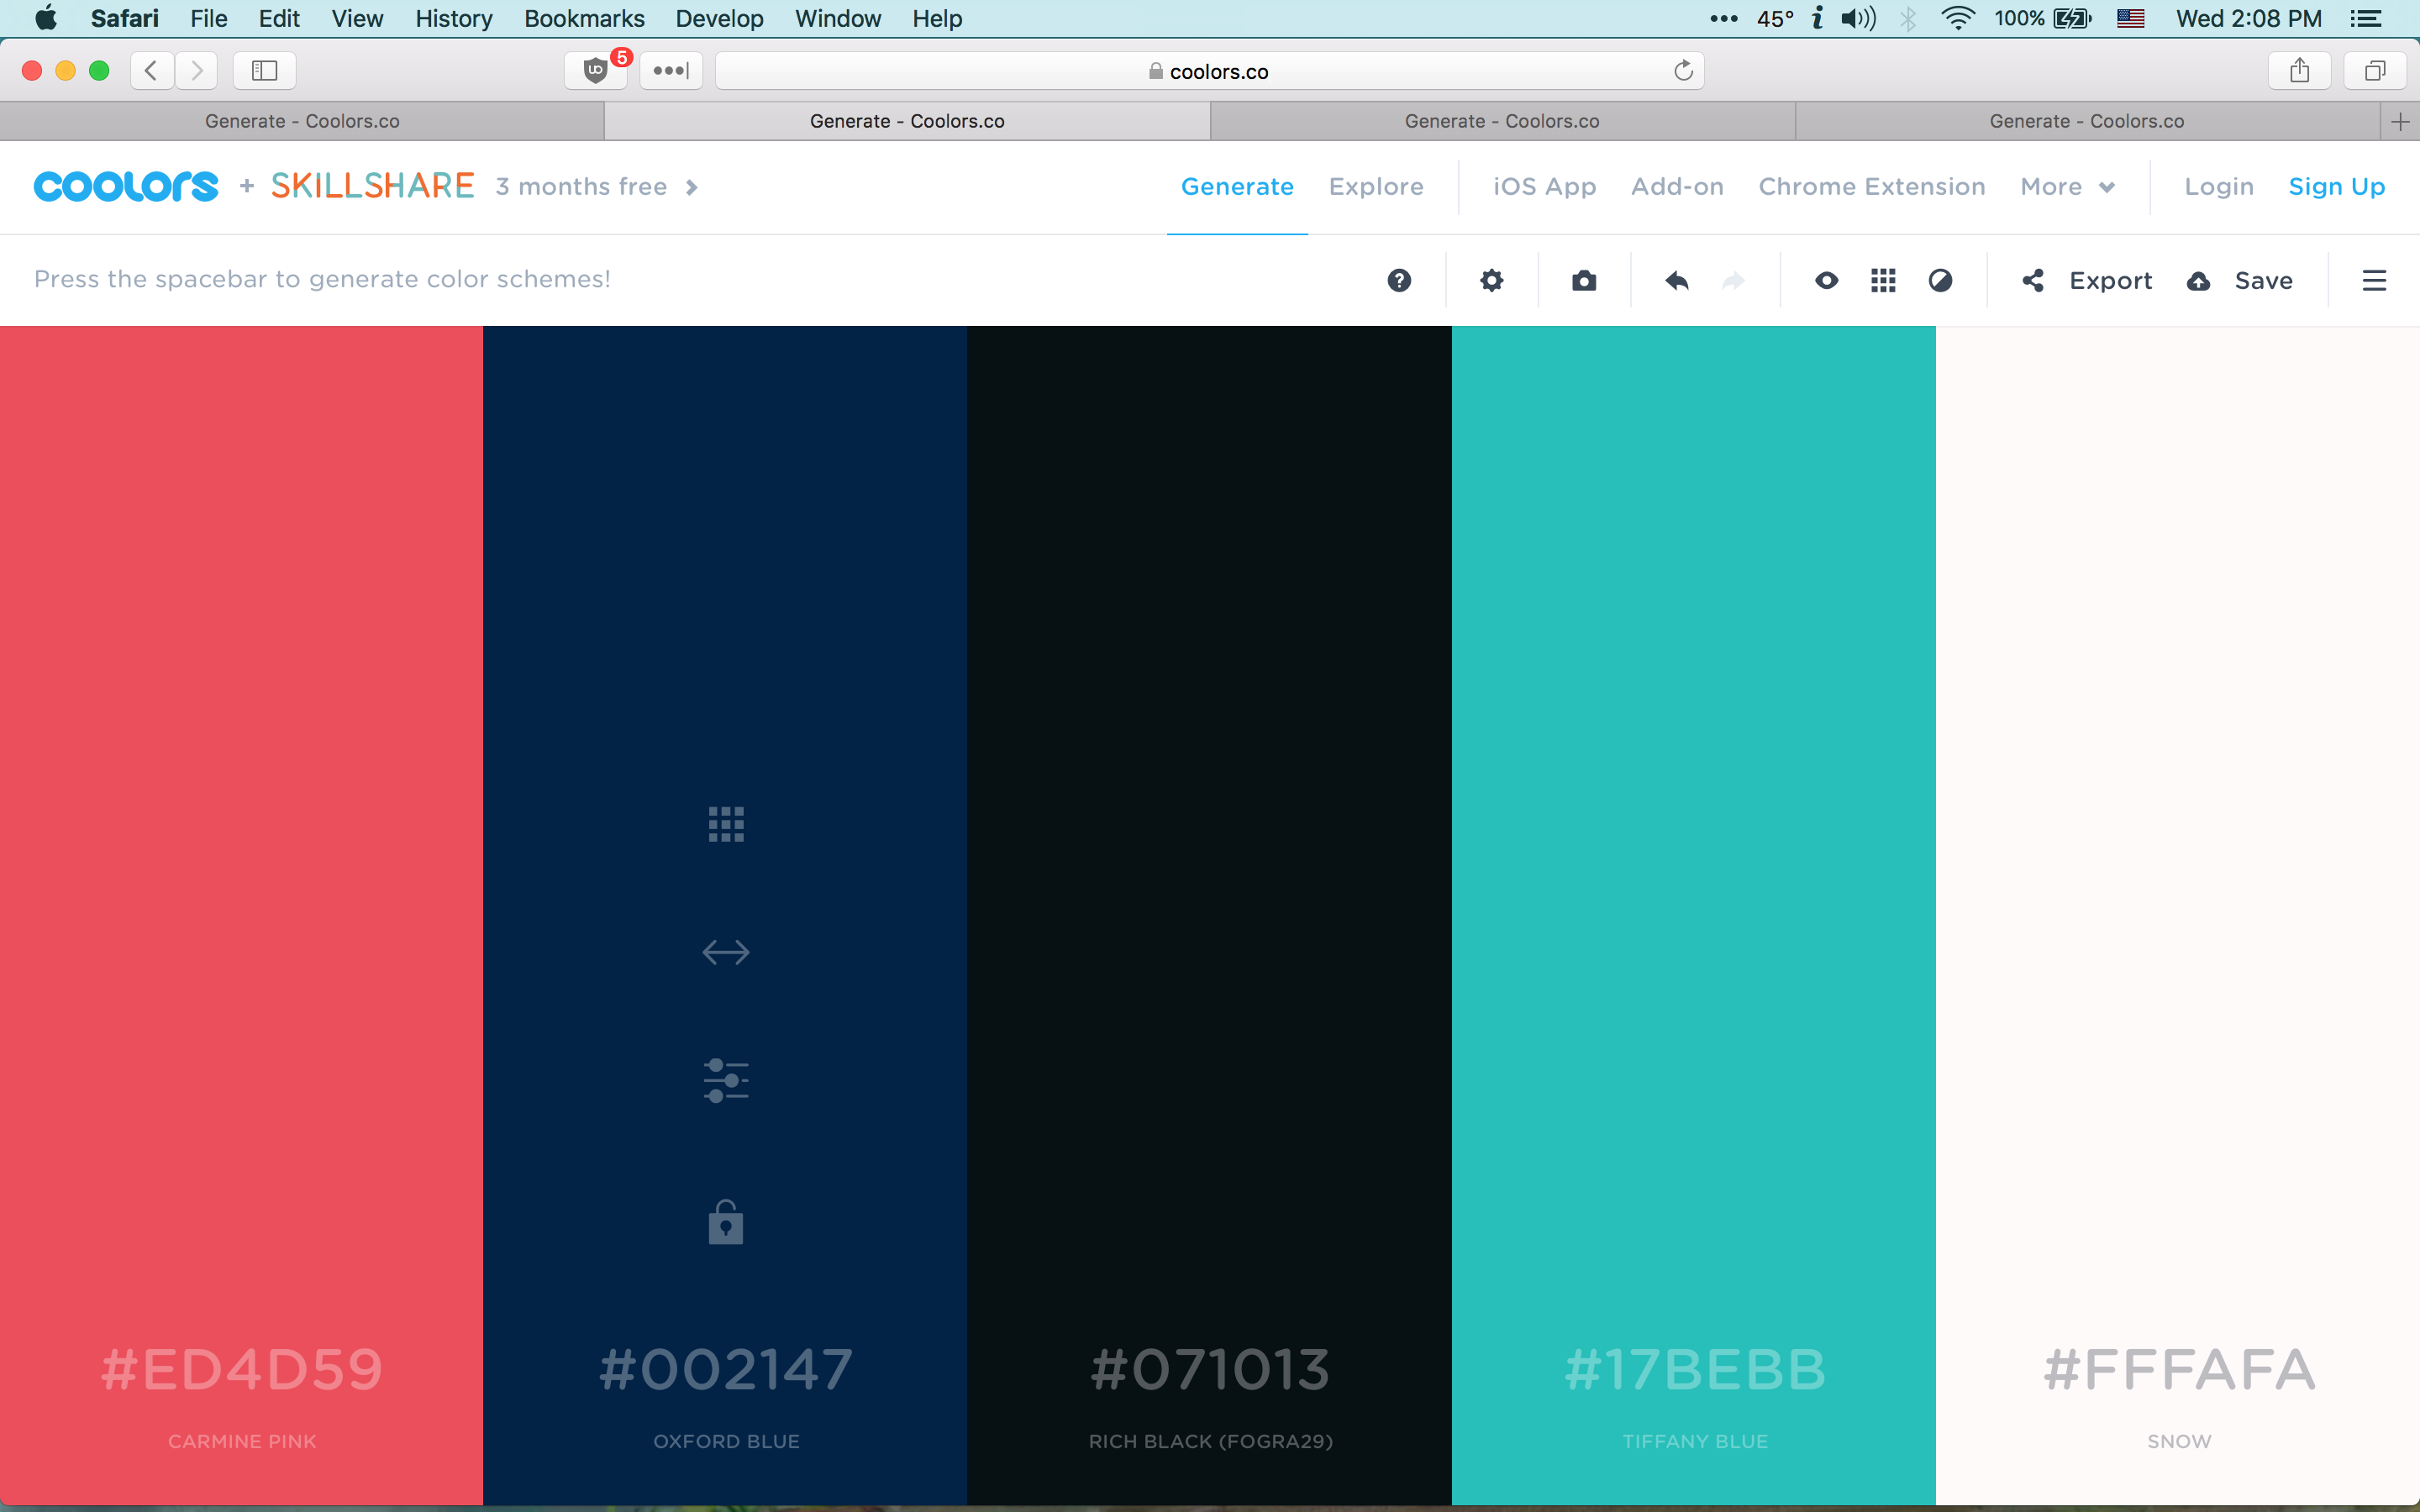 Safari File Edit View History Bookmarks Develop Window Help 45° i 100% Wed 2:08 PM
uo 5 coolors.co
Generate - Coolors.co Generate - Coolors.co Generate - Coolors.co Generate - Coolors.co
coolors + SKILLSHARE 3 months free Generate Explore iOS App Add-on Chrome Extension More Login Sign Up
Press the spacebar to generate color schemes! ? Export Save
#ED4D59 #002147 #071013 #17BEBB #FFFAFA
CARMINE PINK OXFORD BLUE RICH BLACK (FOGRA29) TIFFANY BLUE SNOW